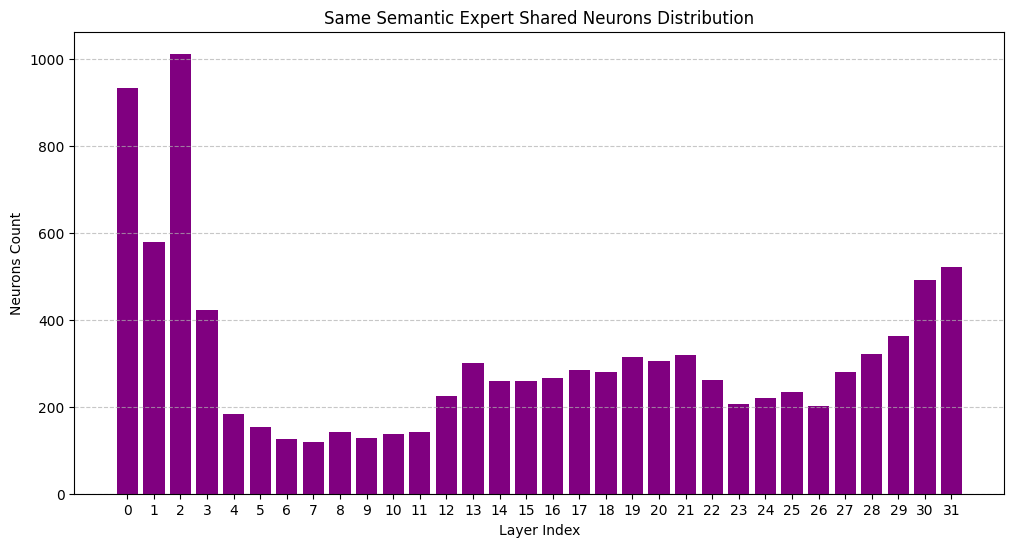 Same Semantic Expert Shared Neurons Distribution
Neurons Count
1000
800
600
400
200
0
0 1 2 3 4 5 6 7 8 9 10 11 12 13 14 15 16 17 18 19 20 21 22 23 24 25 26 27 28 29 30 31
Layer Index